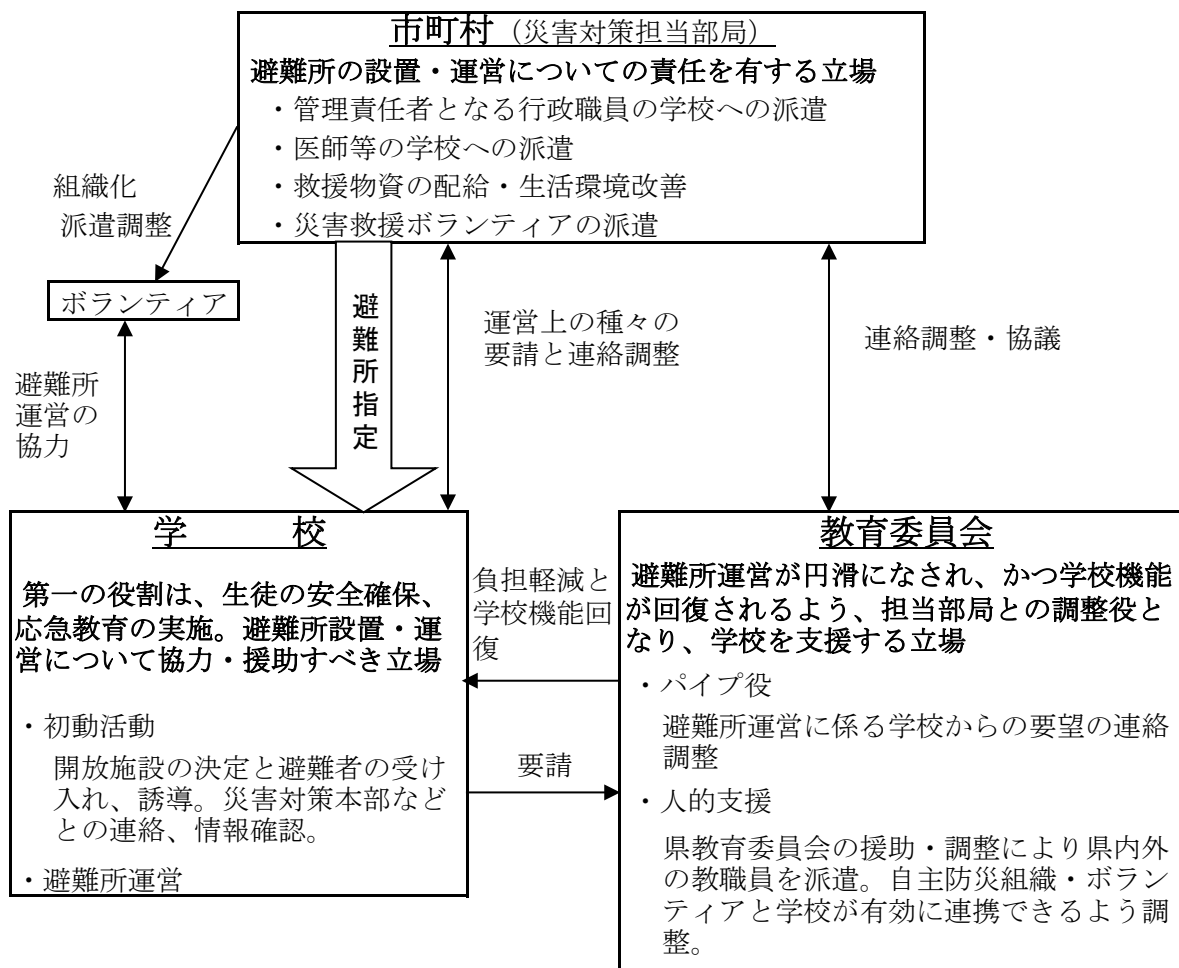 市町村（災害対策担当部局）
避難所の設置・運営についての責任を有する立場
・管理責任者となる行政職員の学校への派遣
・医師等の学校への派遣
・救援物資の配給・生活環境改善
・災害救援ボランティアの派遣
組織化
派遣調整
ボランティア
避難所
運営の
協力
避難所指定
運営上の種々の
要請と連絡調整
連絡調整・協議
学　　　校
第一の役割は、生徒の安全確保、
応急教育の実施。避難所設置・運
営について協力・援助すべき立場
・初動活動
開放施設の決定と避難者の受け
入れ、誘導。災害対策本部など
との連絡、情報確認。
・避難所運営
負担軽減と
学校機能回
復
要請
教育委員会
避難所運営が円滑になされ、かつ学校機能
が回復されるよう、担当部局との調整役と
なり、学校を支援する立場
・パイプ役
避難所運営に係る学校からの要望の連絡
調整
・人的支援
県教育委員会の援助・調整により県内外
の教職員を派遣。自主防災組織・ボラン
ティアと学校が有効に連携できるよう調
整。